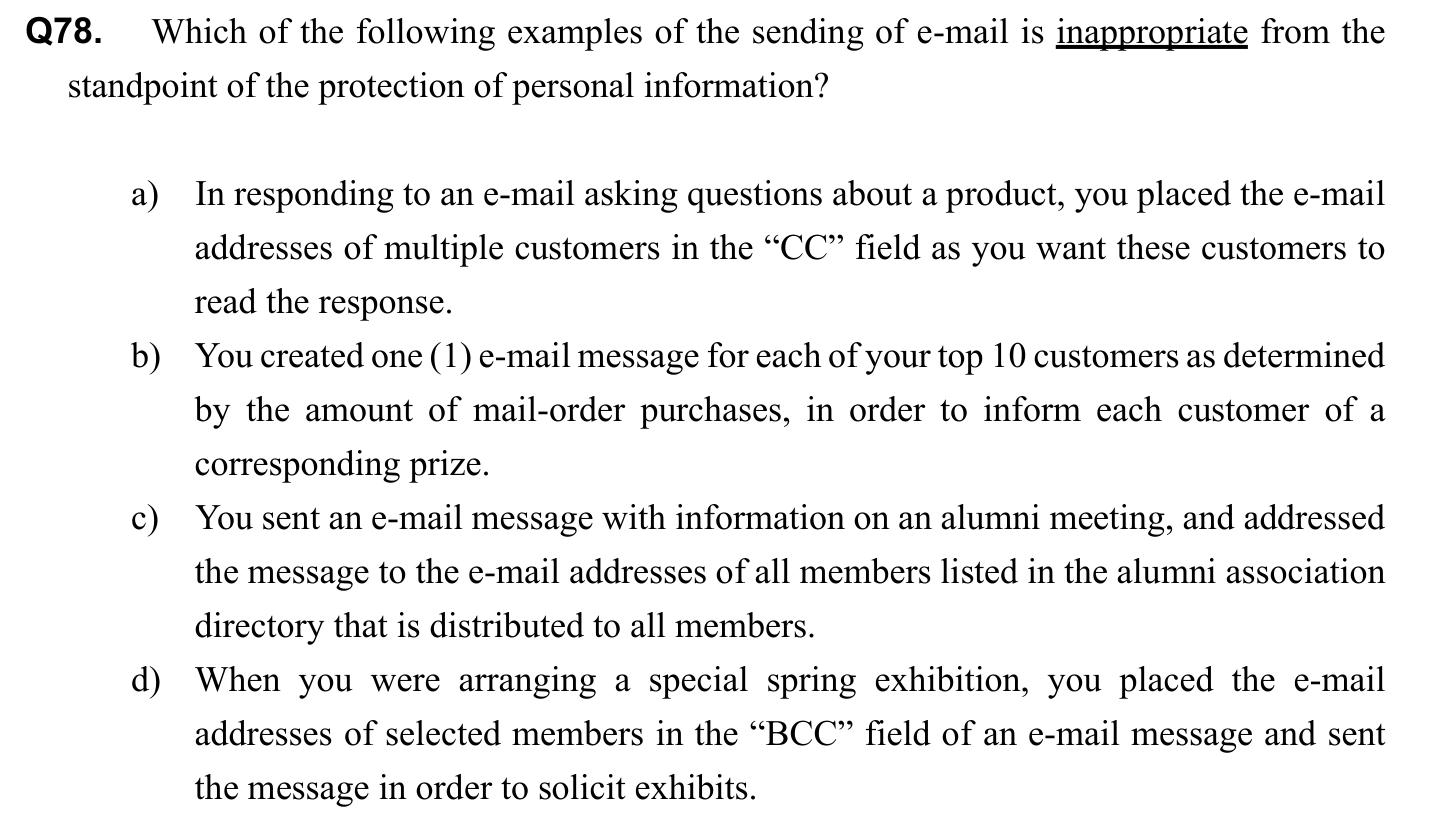 Q78. Which of the following examples of the sending of e-mail is inappropriate from the
standpoint of the protection of personal information?
a) In responding to an e-mail asking questions about a product, you placed the e-mail
addresses of multiple customers in the “CC” field as you want these customers to
read the response.
b) You created one (1) e-mail message for each of your top 10 customers as determined
by the amount of mail-order purchases, in order to inform each customer of a
corresponding prize.
c) You sent an e-mail message with information on an alumni meeting, and addressed
the message to the e-mail addresses of all members listed in the alumni association
directory that is distributed to all members.
d) When you were arranging a special spring exhibition, you placed the e-mail
addresses of selected members in the “BCC” field of an e-mail message and sent
the message in order to solicit exhibits.